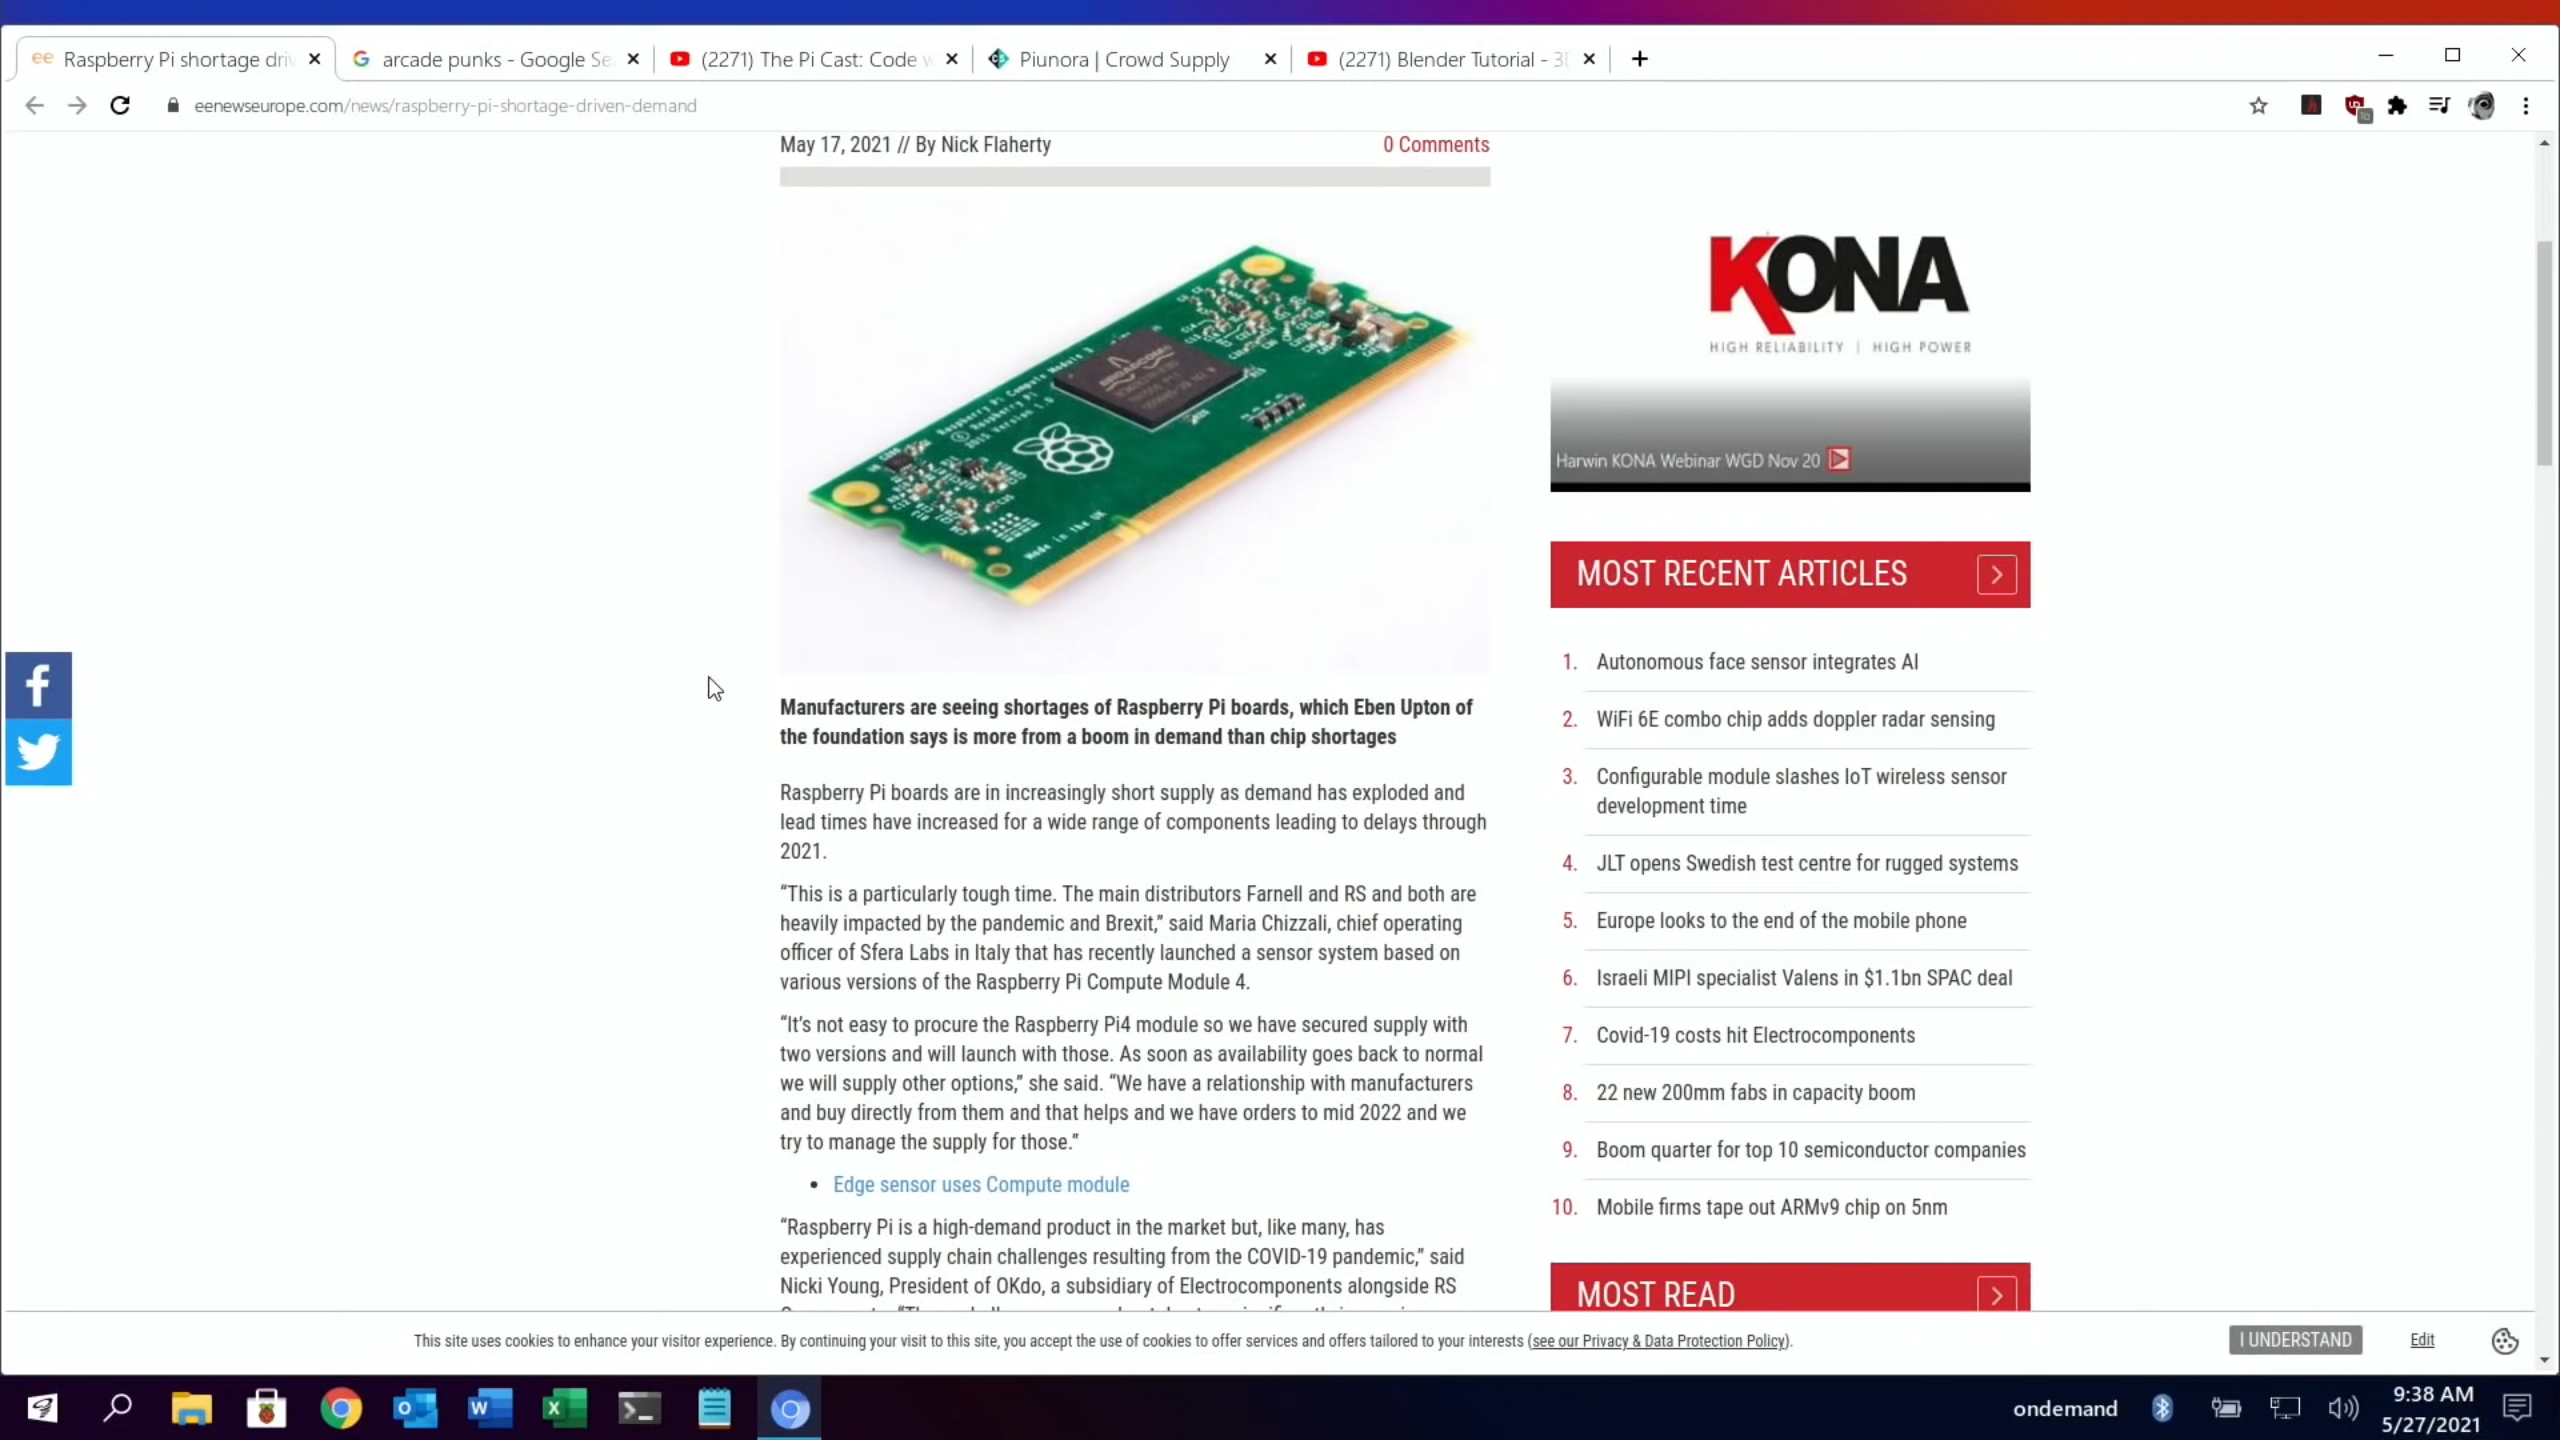 ee Raspberry Pi shortage driv
arcade punks - Google Se
(2271) The Pi Cast: Code w
Piunora | Crowd Supply
(2271) Blender Tutorial - 3
eenewseurope.com/news/raspberry-pi-shortage-driven-demand
May 17, 2021 // By Nick Flaherty
0 Comments
Raspberry Pi Compute Module 3
© Raspberry Pi
2015 Version 1.0
BROADCOM
Made in the UK
Manufacturers are seeing shortages of Raspberry Pi boards, which Eben Upton of
the foundation says is more from a boom in demand than chip shortages
Raspberry Pi boards are in increasingly short supply as demand has exploded and
lead times have increased for a wide range of components leading to delays through
2021.
“This is a particularly tough time. The main distributors Farnell and RS and both are
heavily impacted by the pandemic and Brexit,” said Maria Chizzali, chief operating
officer of Sfera Labs in Italy that has recently launched a sensor system based on
various versions of the Raspberry Pi Compute Module 4.
“It’s not easy to procure the Raspberry Pi4 module so we have secured supply with
two versions and will launch with those. As soon as availability goes back to normal
we will supply other options,” she said. “We have a relationship with manufacturers
and buy directly from them and that helps and we have orders to mid 2022 and we
try to manage the supply for those.”
• Edge sensor uses Compute module
“Raspberry Pi is a high-demand product in the market but, like many, has
experienced supply chain challenges resulting from the COVID-19 pandemic,” said
Nicki Young, President of OKdo, a subsidiary of Electrocomponents alongside RS
KONA
HIGH RELIABILITY | HIGH POWER
Harwin KONA Webinar WGD Nov 20
MOST RECENT ARTICLES
1. Autonomous face sensor integrates AI
2. WiFi 6E combo chip adds doppler radar sensing
3. Configurable module slashes IoT wireless sensor
development time
4. JLT opens Swedish test centre for rugged systems
5. Europe looks to the end of the mobile phone
6. Israeli MIPI specialist Valens in $1.1bn SPAC deal
7. Covid-19 costs hit Electrocomponents
8. 22 new 200mm fabs in capacity boom
9. Boom quarter for top 10 semiconductor companies
10. Mobile firms tape out ARMv9 chip on 5nm
MOST READ
This site uses cookies to enhance your visitor experience. By continuing your visit to this site, you accept the use of cookies to offer services and offers tailored to your interests (see our Privacy & Data Protection Policy).
I UNDERSTAND
Edit
ondemand
9:38 AM
5/27/2021